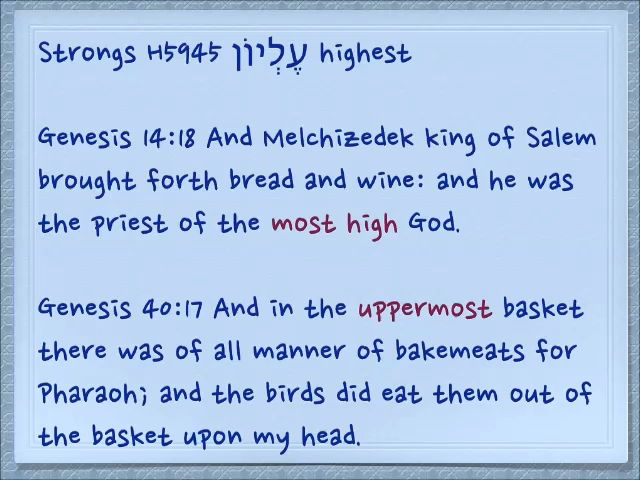 Strongs H5945 עֶלְיוֹן highest
Genesis 14:18 And Melchizedek king of Salem
brought forth bread and wine: and he was
the priest of the most high God.
Genesis 40:17 And in the uppermost basket
there was of all manner of bakemeats for
Pharaoh; and the birds did eat them out of
the basket upon my head.